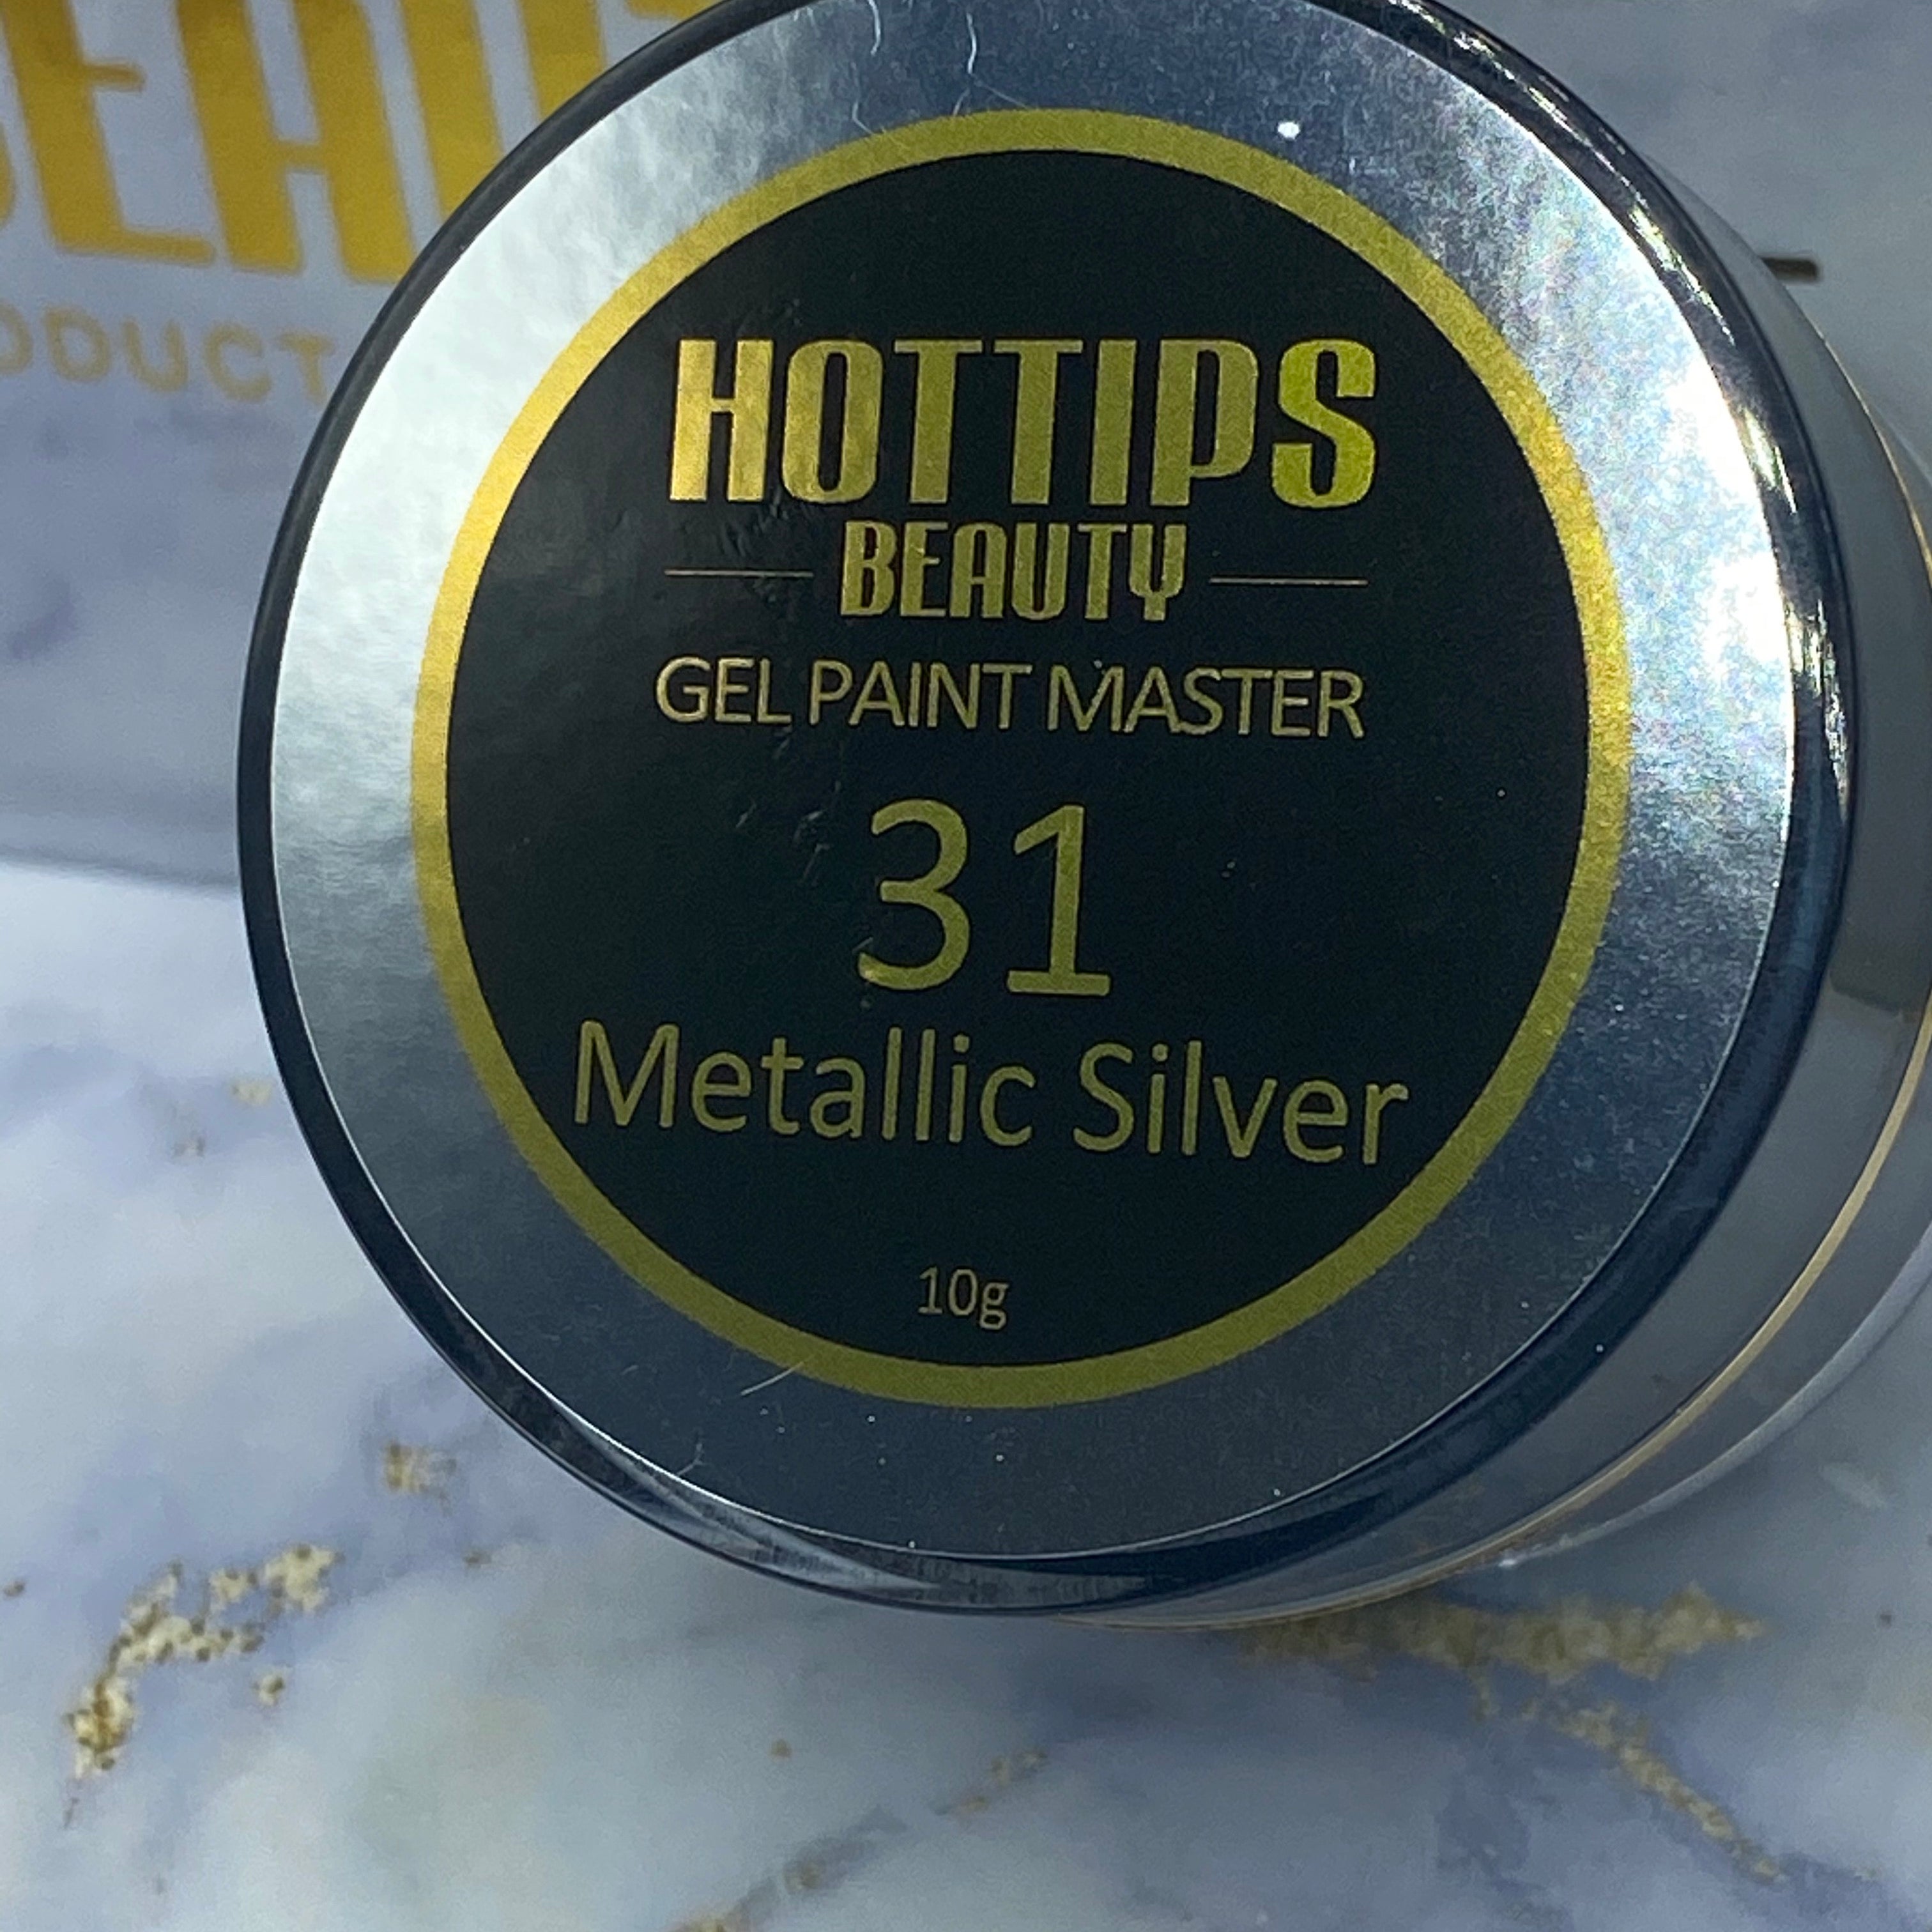 HOTTIPS
BEAUTY
GEL PAINT MASTER
31
Metallic Silver
10g